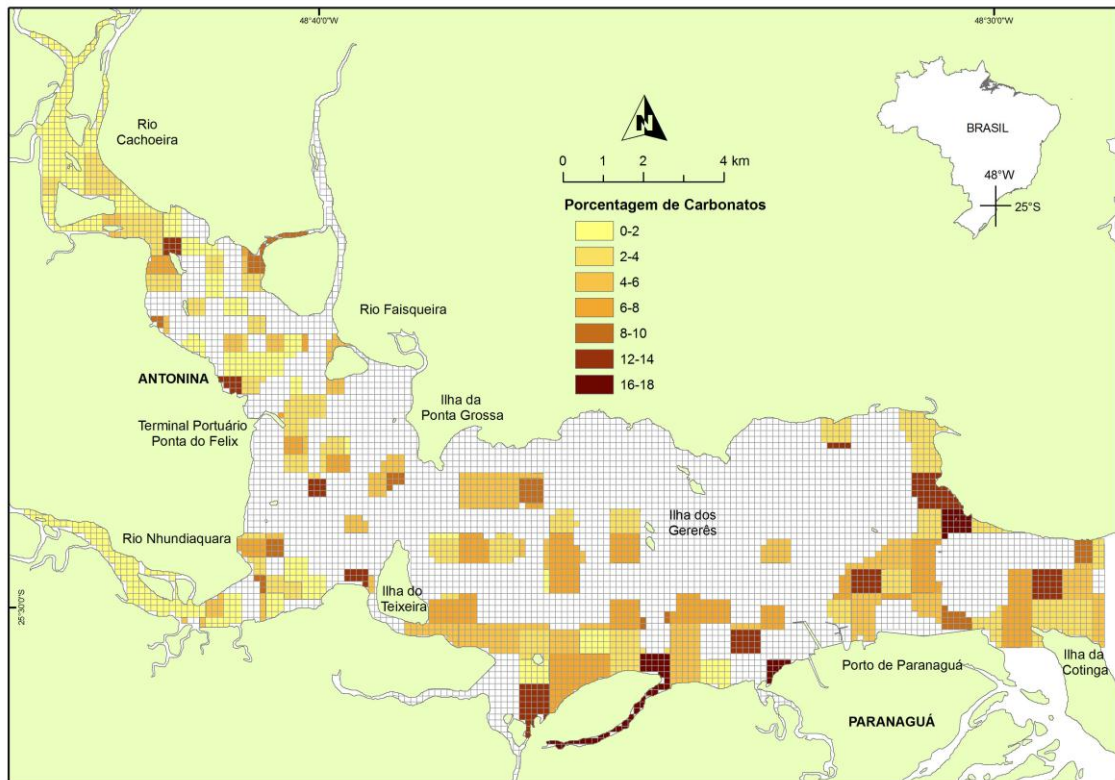 48°40'0"W
48°30'0"W
Rio
Cachoeira
N
BRASIL
0 1 2 4 km
48°W
25°S
Porcentagem de Carbonatos
0-2
2-4
4-6
6-8
8-10
12-14
16-18
Rio Faisqueira
ANTONINA
Ilha da
Ponta Grossa
Terminal Portuário
Ponta do Felix
Ilha dos
Gererês
Rio Nhundiaquara
Ilha do
Teixeira
25°30'0"S
Porto de Paranaguá
Ilha da
Cotinga
PARANAGUÁ